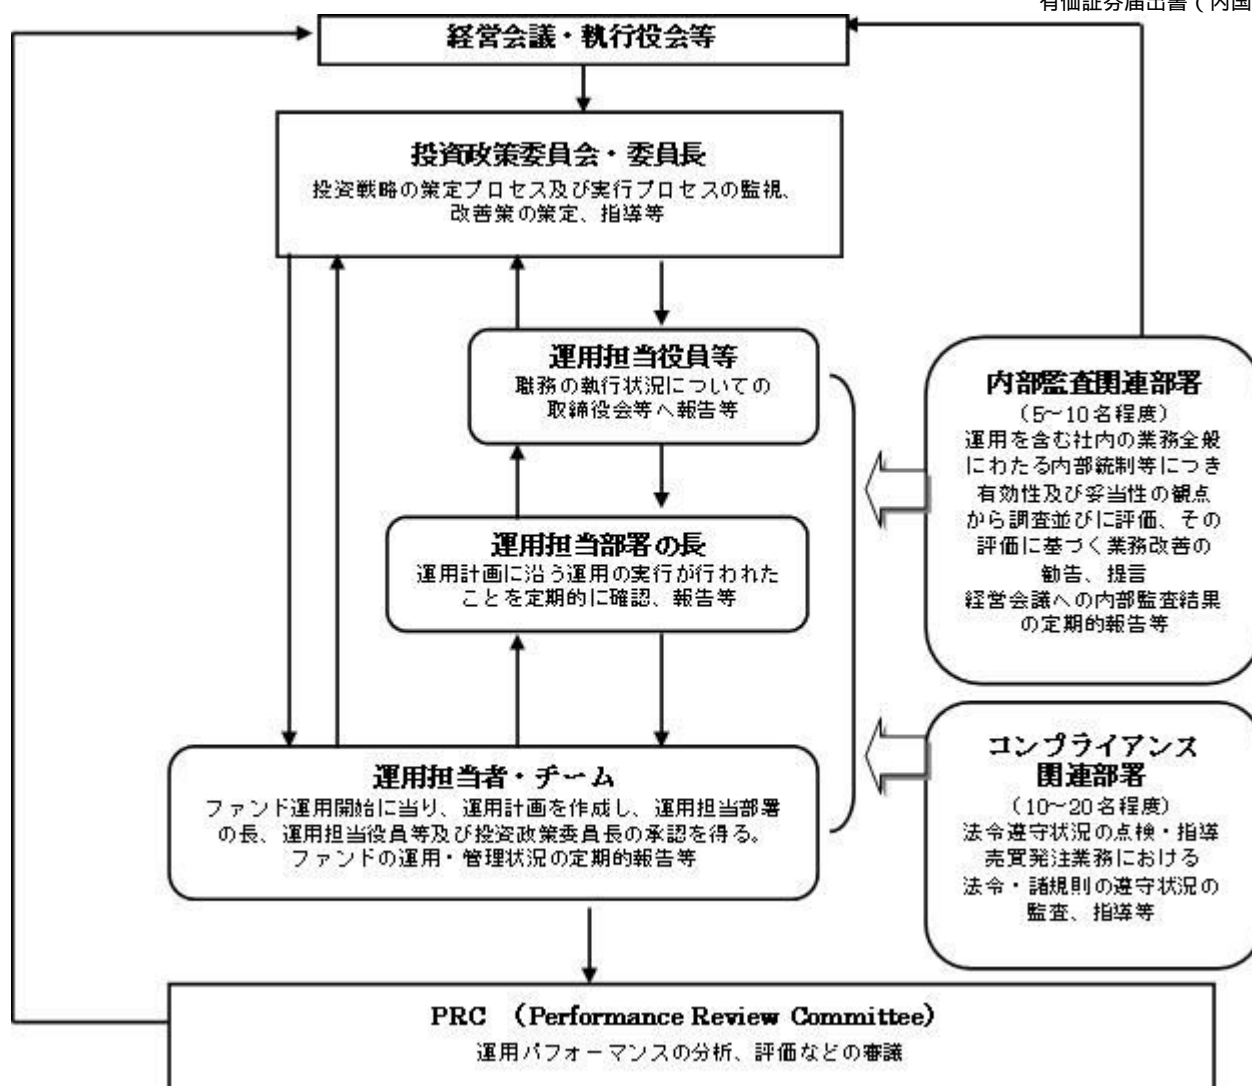 有価証券届出書（内国
経営会議・執行役会等
投資政策委員会・委員長
投資戦略の策定プロセス及び実行プロセスの監視、
改善策の策定、指導等
運用担当役員等
職務の執行状況についての
取締役会等へ報告等
運用担当部署の長
運用計画に沿う運用の実行が行われた
ことを定期的に確認、報告等
運用担当者・チーム
ファンド運用開始に当り、運用計画を作成し、運用担当部署
の長、運用担当役員等及び投資政策委員長の承認を得る。
ファンドの運用・管理状況の定期的報告等
内部監査関連部署
（5～10名程度）
運用を含む社内の業務全般
にわたる内部統制等につき
有効性及び妥当性の観点
から調査並びに評価、その
評価に基づく業務改善の
勧告、提言
経営会議への内部監査結果
の定期的報告等
コンプライアンス
関連部署
（10～20名程度）
法令遵守状況の点検・指導
売買発注業務における
法令・諸規則の遵守状況の
監査、指導等
PRC （Performance Review Committee）
運用パフォーマンスの分析、評価などの審議